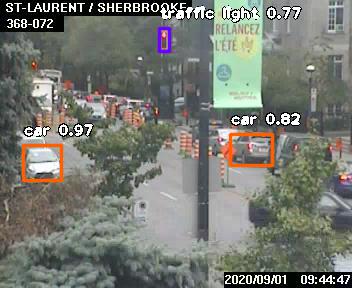 ST-LAURENT / SHERBROOKE
traffic light 0.77
368-072
RELANCEZ
L'ÉTÉ
car 0.97
car 0.82
2020/09/01 09:44:47